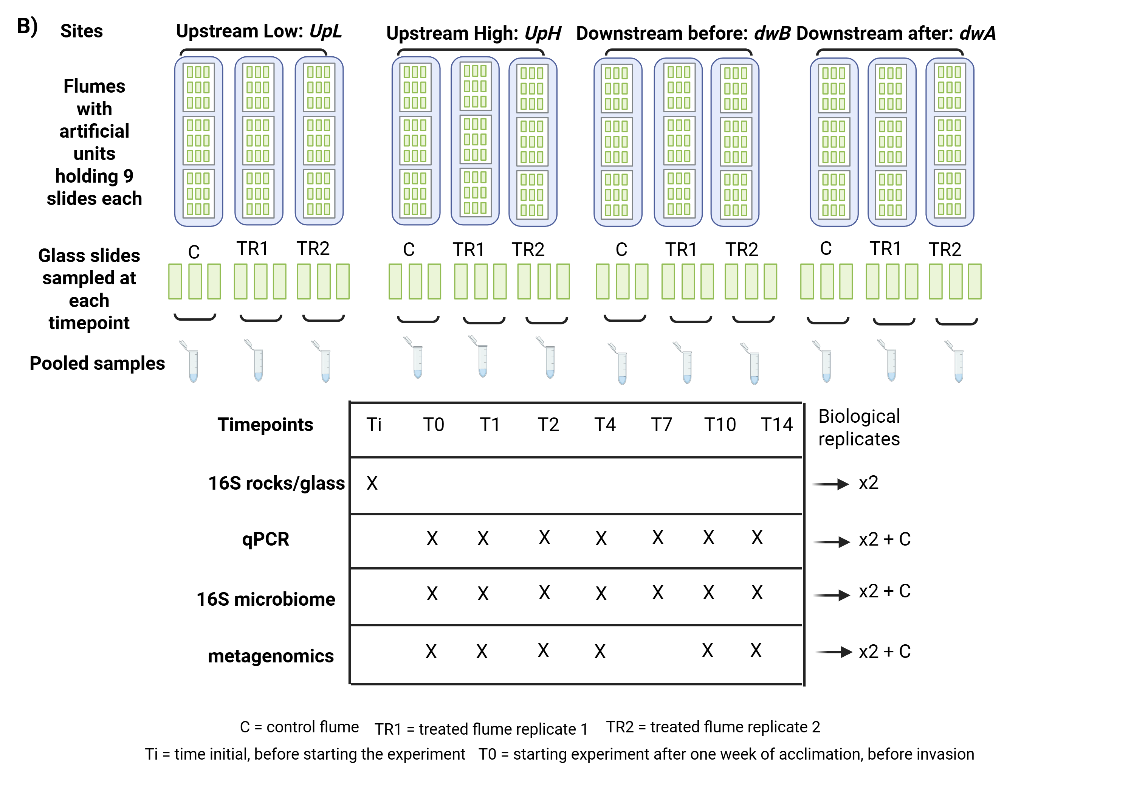 B)
Sites
Upstream Low: UpL
Upstream High: UpH
Downstream before: dwB
Downstream after: dwA
Flumes
with
artificial
units
holding 9
slides each
C
TR1
TR2
C
TR1
TR2
C
TR1
TR2
C
TR1
TR2
Glass slides
sampled at
each
timepoint
Pooled samples
Timepoints
Ti
T0
T1
T2
T4
T7
T10
T14
Biological
replicates
16S rocks/glass
X
x2
qPCR
X X X X X X X
x2 + C
16S microbiome
X X X X X X X
x2 + C
metagenomics
X X X X X X
x2 + C
C = control flume
TR1 = treated flume replicate 1
TR2 = treated flume replicate 2
Ti = time initial, before starting the experiment
T0 = starting experiment after one week of acclimation, before invasion